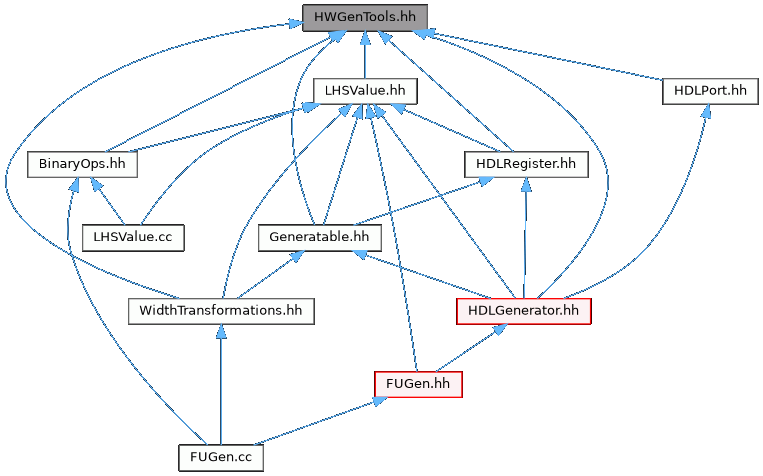 HWGenTools.hh
LHSValue.hh
HDLPort.hh
BinaryOps.hh
HDLRegister.hh
LHSValue.cc
Generatable.hh
WidthTransformations.hh
HDLGenerator.hh
FUGen.hh
FUGen.cc